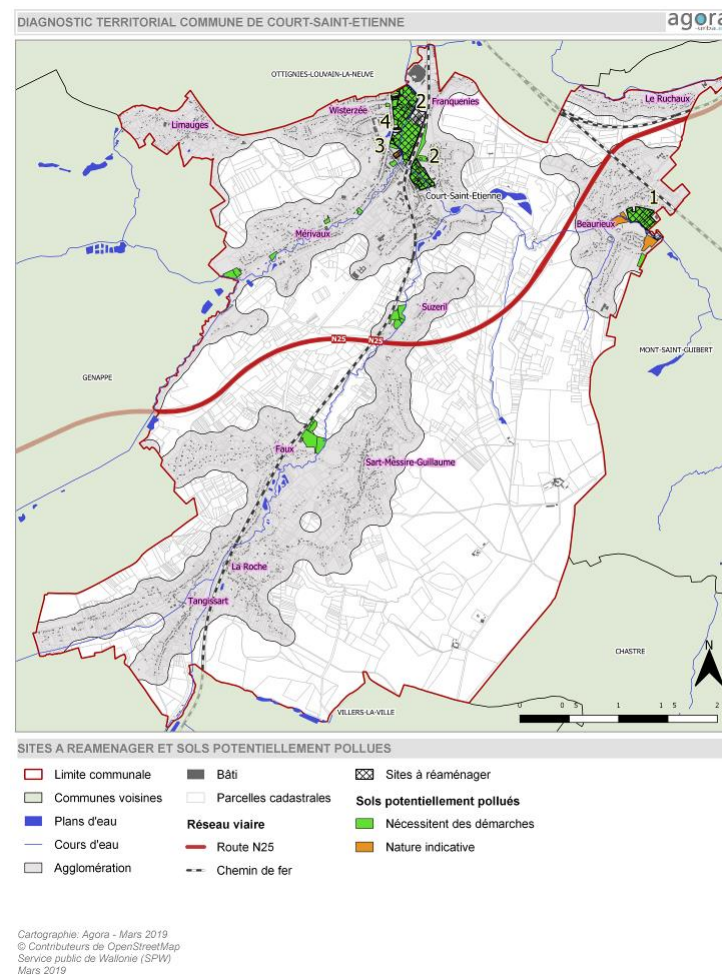 DIAGNOSTIC TERRITORIAL COMMUNE DE COURT-SAINT-ETIENNE
agora
OTTIGNIES-LOUVAIN-LA-NEUVE
Le Ruchaux
2
Wisterzée
Franquenies
Limauges
4
3
2
1
Court-Saint-Etienne
Beaurieux
Mérivaux
Suzeril
N25
N25
MONT-SAINT-GUIBERT
GENAPPE
Faux
Sart-Messire-Guillaume
La Roche
Tangissart
CHASTRE
N
VILLERS-LA-VILLE
0 0 5 1 1 5 2
SITES A REAMENAGER ET SOLS POTENTIELLEMENT POLLUES
Limite communale
Communes voisines
Plans d'eau
Cours d'eau
Agglomération
Bâti
Parcelles cadastrales
Réseau viaire
Route N25
Chemin de fer
Sites à réaménager
Sols potentiellement pollués
Nécessitent des démarches
Nature indicative
Cartographie: Agora - Mars 2019
© Contributeurs de OpenStreetMap
Service public de Wallonie (SPW)
Mars 2019